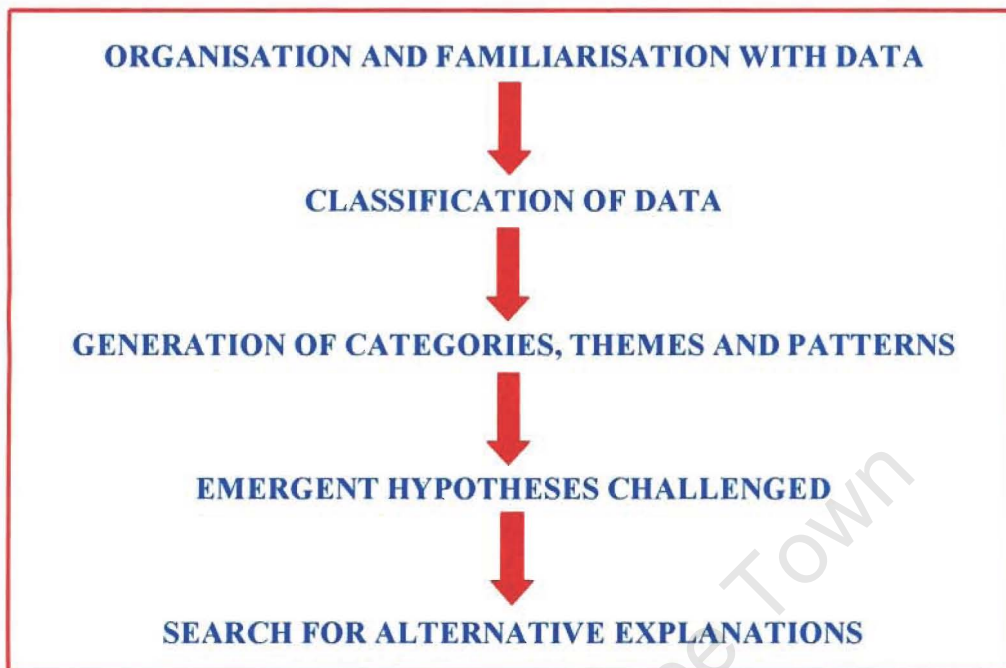 ORGANISATION AND FAMILIARISATION WITH DATA
CLASSIFICATION OF DATA
GENERATION OF CATEGORIES, THEMES AND PATTERNS
EMERGENT HYPOTHESES CHALLENGED
SEARCH FOR ALTERNATIVE EXPLANATIONS
Town